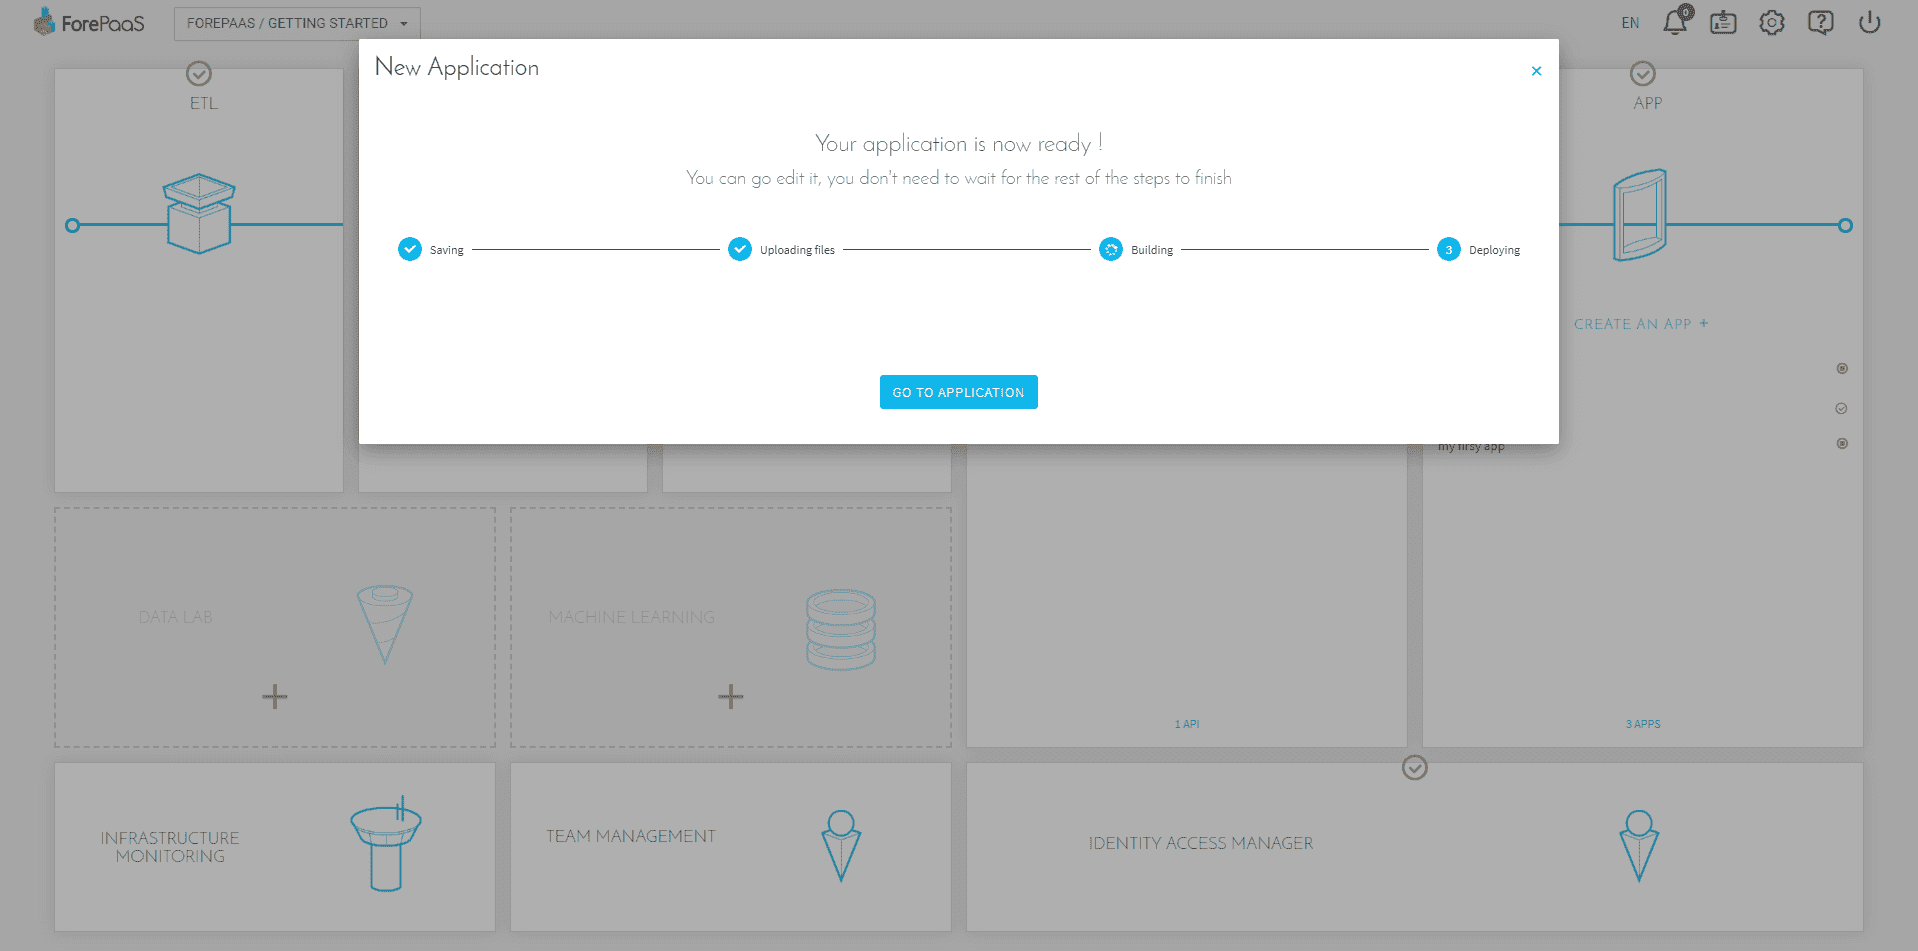 ForePaaS
FOREPAAS / GETTING STARTED
EN
0
New Application
ETL
APP
Your application is now ready !
You can go edit it, you don't need to wait for the rest of the steps to finish
Saving
Uploading files
Building
3 Deploying
CREATE AN APP +
GO TO APPLICATION
my firsy app
DATA LAB
MACHINE LEARNING
1 API
3 APPS
INFRASTRUCTURE
MONITORING
TEAM MANAGEMENT
IDENTITY ACCESS MANAGER